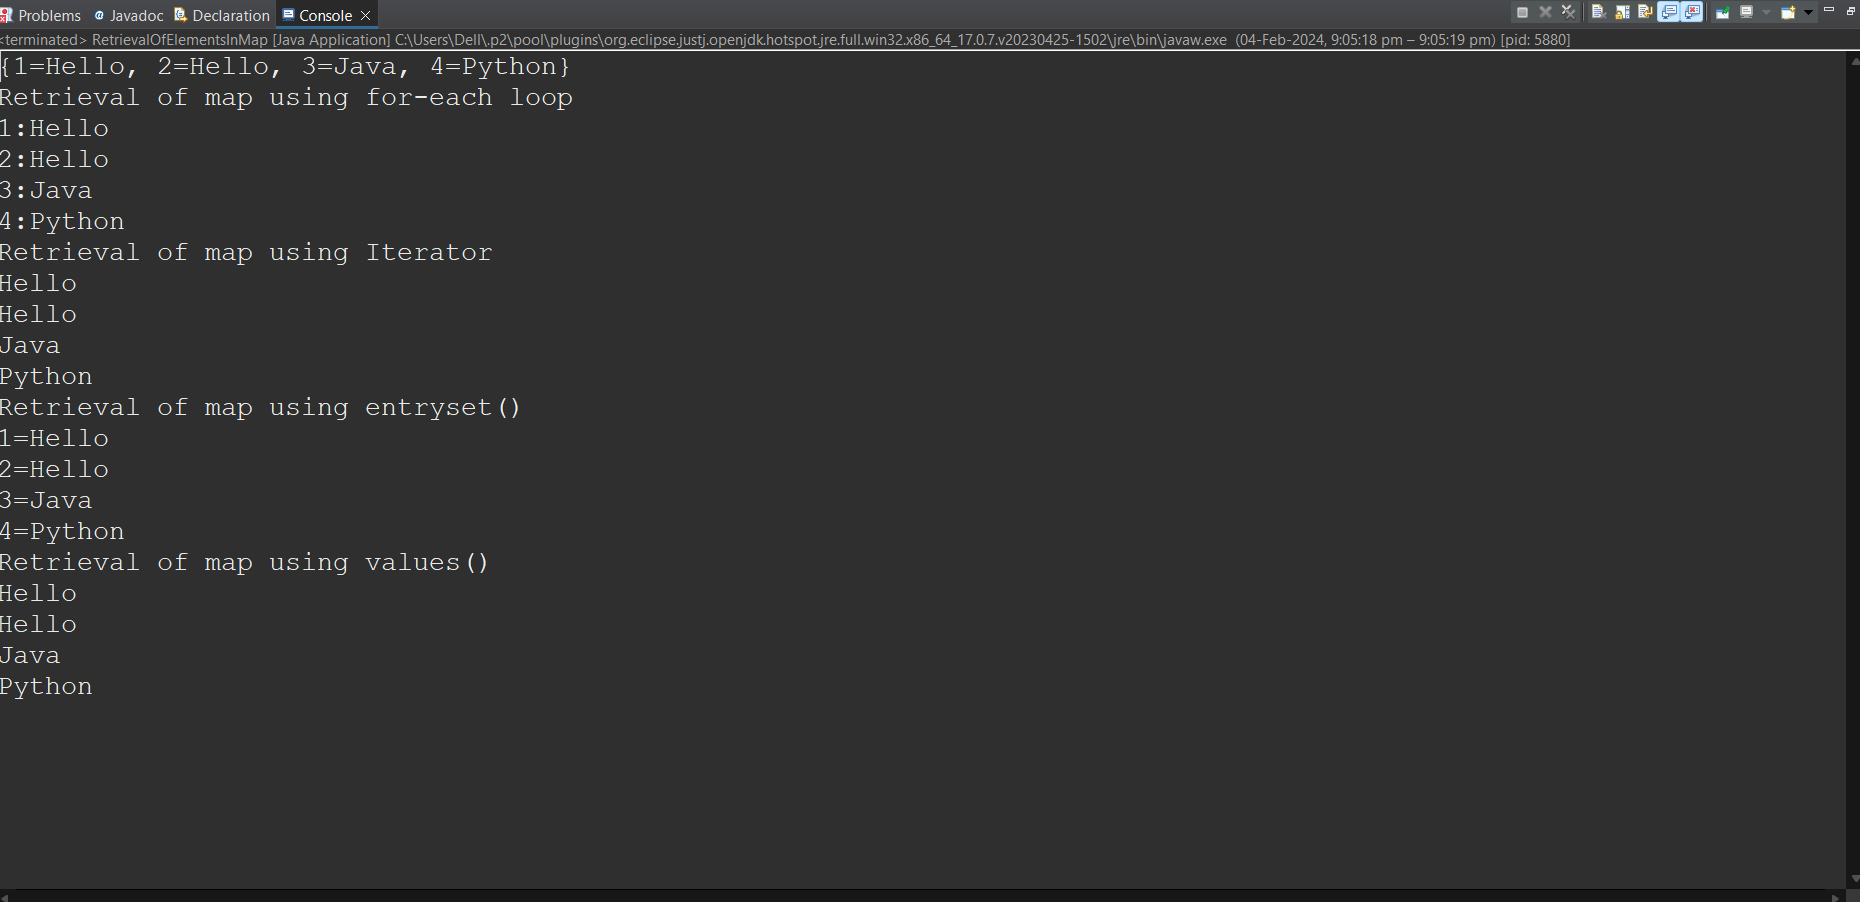 Problems @ Javadoc Declaration Console
<terminated> RetrievalOfElementsInMap [Java Application] C:\Users\Dell\.p2\pool\plugins\org.eclipse.justj.openjdk.hotspot.jre.full.win32.x86_64_17.0.7.v20230425-1502\jre\bin\javaw.exe (04-Feb-2024, 9:05:18 pm – 9:05:19 pm) [pid: 5880]
{1=Hello, 2=Hello, 3=Java, 4=Python}
Retrieval of map using for-each loop
1:Hello
2:Hello
3:Java
4:Python
Retrieval of map using Iterator
Hello
Hello
Java
Python
Retrieval of map using entryset()
1=Hello
2=Hello
3=Java
4=Python
Retrieval of map using values()
Hello
Hello
Java
Python